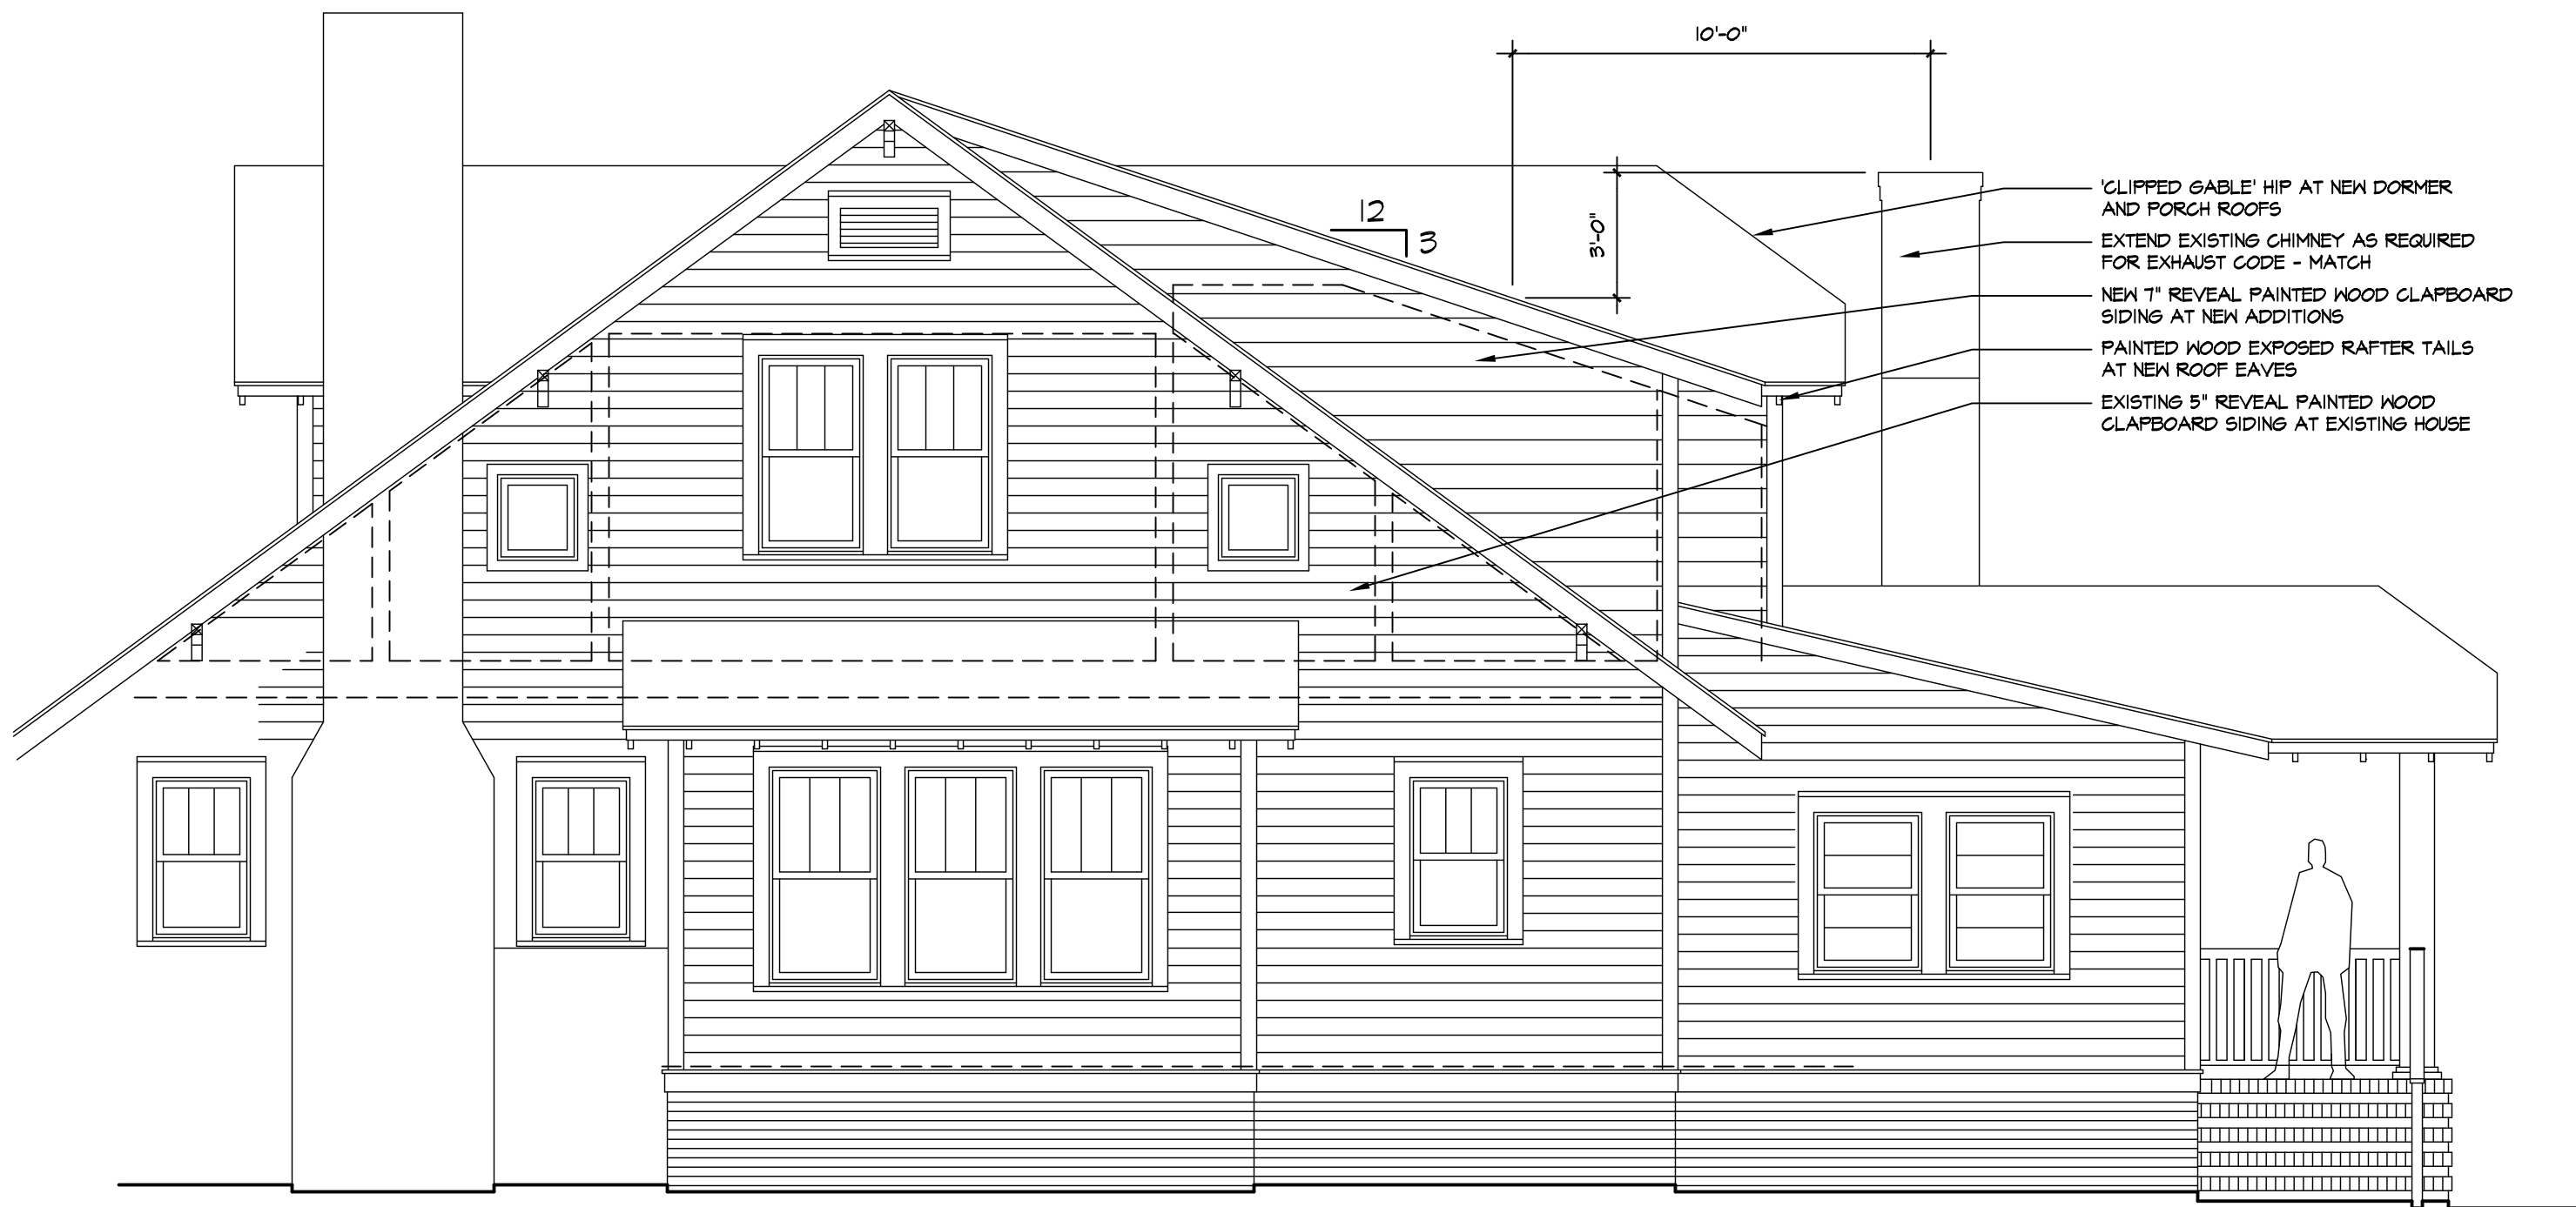 10'-0"
12
3
3'-0"
'CLIPPED GABLE' HIP AT NEW DORMER
AND PORCH ROOFS
EXTEND EXISTING CHIMNEY AS REQUIRED
FOR EXHAUST CODE - MATCH
NEW 7" REVEAL PAINTED WOOD CLAPBOARD
SIDING AT NEW ADDITIONS
PAINTED WOOD EXPOSED RAFTER TAILS
AT NEW ROOF EAVES
EXISTING 5" REVEAL PAINTED WOOD
CLAPBOARD SIDING AT EXISTING HOUSE